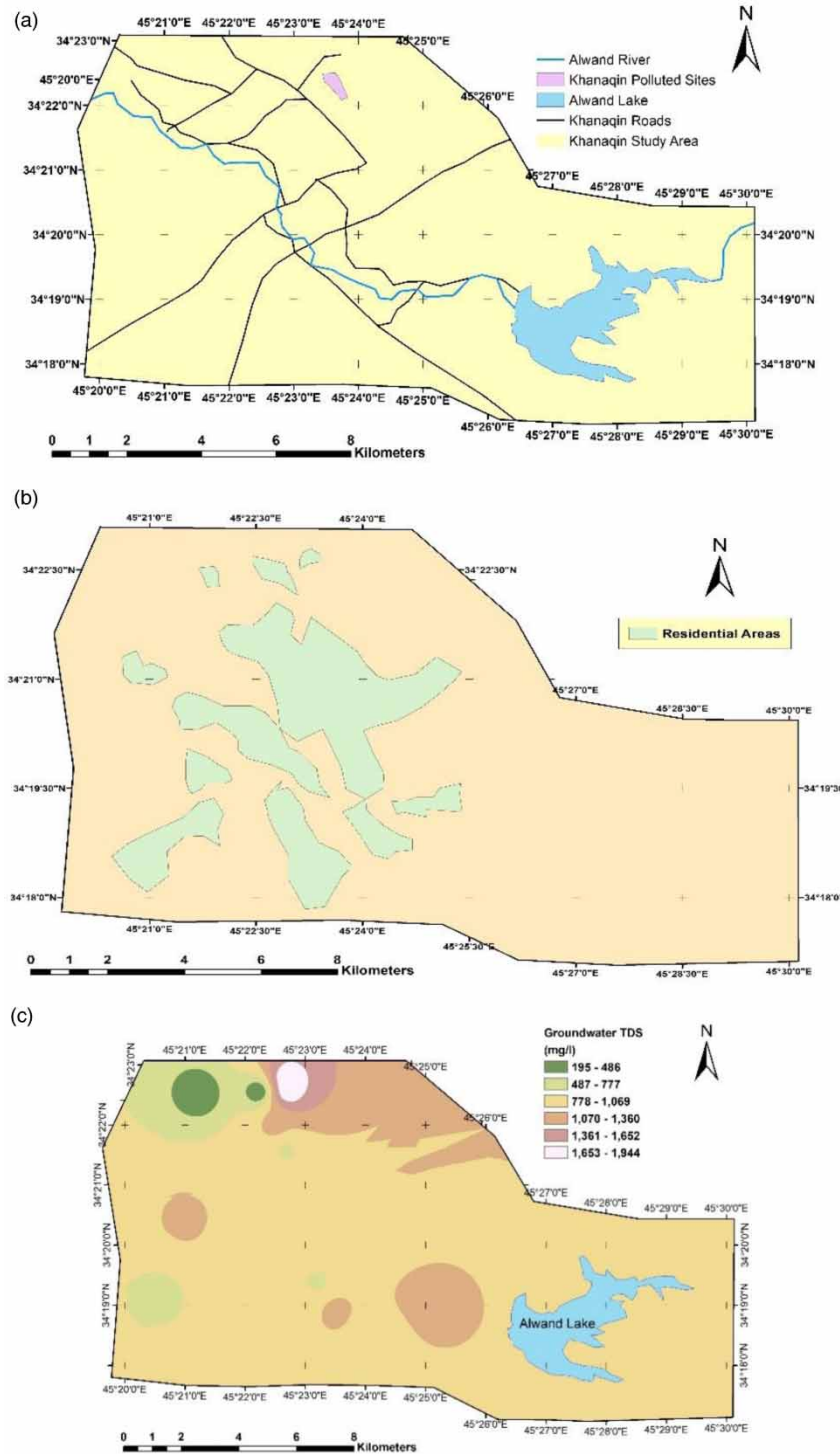 (a)
45°21'0"E 45°22'0"E 45°23'0"E 45°24'0"E 45°25'0"E
34°23'0"N
45°20'0"E
34°22'0"N
45°26'0"E
Alwand River
Khanaqin Polluted Sites
Alwand Lake
Khanaqin Roads
Khanaqin Study Area
N
34°21'0"N
45°27'0"E 45°28'0"E 45°29'0"E 45°30'0"E
34°20'0"N 34°20'0"N
34°19'0"N 34°19'0"N
34°18'0"N 34°18'0"N
45°20'0"E 45°21'0"E 45°22'0"E 45°23'0"E 45°24'0"E 45°25'0"E
45°26'0"E 45°27'0"E 45°28'0"E 45°29'0"E 45°30'0"E
0 1 2 4 6 8
Kilometers
(b)
45°21'0"E 45°22'30"E 45°24'0"E
N
34°22'30"N 34°22'30"N
Residential Areas
34°21'0"N 34°21'0"N
45°27'0"E 45°28'30"E 45°30'0"E
34°19'30"N 34°19'30"N
34°18'0"N 34°18'0"N
45°21'0"E 45°22'30"E 45°24'0"E 45°25'30"E
45°27'0"E 45°28'30"E 45°30'0"E
0 1 2 4 6 8
Kilometers
(c)
45°21'0"E 45°22'0"E 45°23'0"E 45°24'0"E 45°25'0"E
34°23'0"N
34°22'0"N
45°26'0"E
Groundwater TDS
(mg/l)
195 - 486
487 - 777
778 - 1,069
1,070 - 1,360
1,361 - 1,652
1,653 - 1,944
N
34°21'0"N
45°27'0"E 45°28'0"E 45°29'0"E 45°30'0"E
34°20'0"N 34°20'0"N
34°19'0"N 34°19'0"N
Alwand Lake
34°18'0"N
45°20'0"E 45°21'0"E 45°22'0"E 45°23'0"E 45°24'0"E 45°25'0"E
45°26'0"E 45°27'0"E 45°28'0"E 45°29'0"E 45°30'0"E
0 1 2 4 6 8
Kilometers